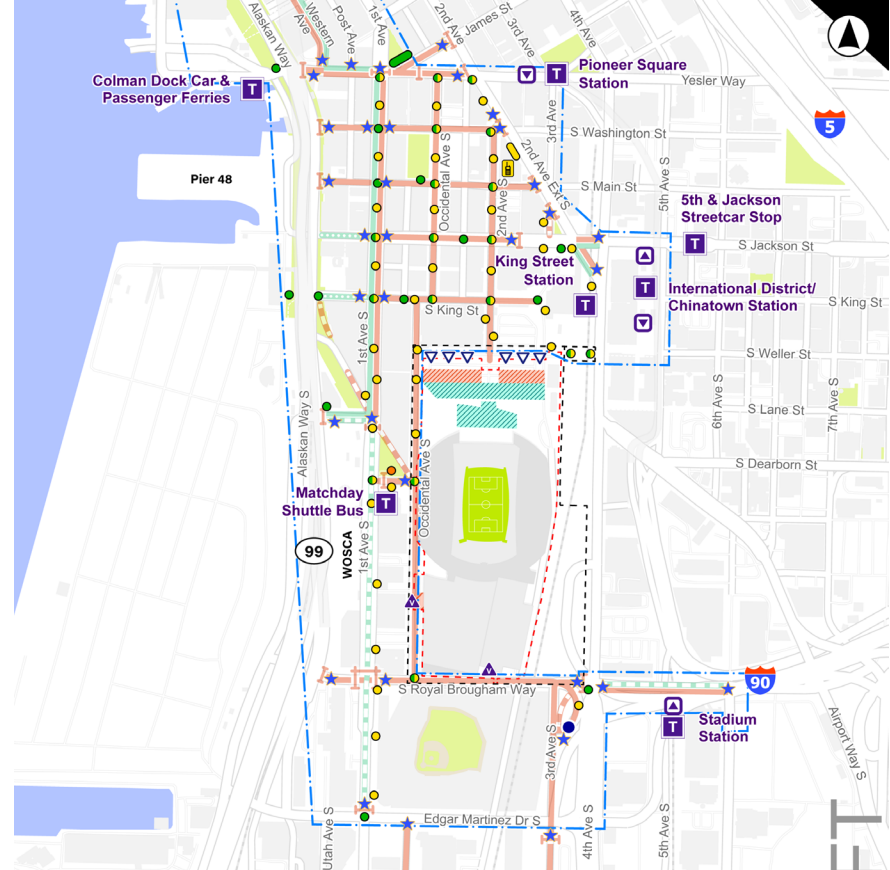 Alaskan Way
Western
Ave
Post Ave
1st Ave
2nd Ave
James St
3rd Ave
4th Ave
Colman Dock Car &
Passenger Ferries
T
T
Pioneer Square
Station
Yesler Way
3rd Ave
5
S Washington St
Pier 48
Occidental Ave S
2nd Ave S
2nd Ave Ext S
S Main St
5th Ave S
5th & Jackson
Streetcar Stop
T
S Jackson St
King Street
Station
T
T
International District/
Chinatown Station
S King St
S King St
1st Ave S
S Weller St
6th Ave S
7th Ave S
S Lane St
Alaskan Way S
Occidental Ave S
S Dearborn St
Matchday
Shuttle Bus
T
99
WOSCA
1st Ave S
V
V
S Royal Brougham Way
90
T
Stadium
Station
3rd Ave S
Airport Way S
Edgar Martinez Dr S
Utah Ave S
4th Ave S
5th Ave S